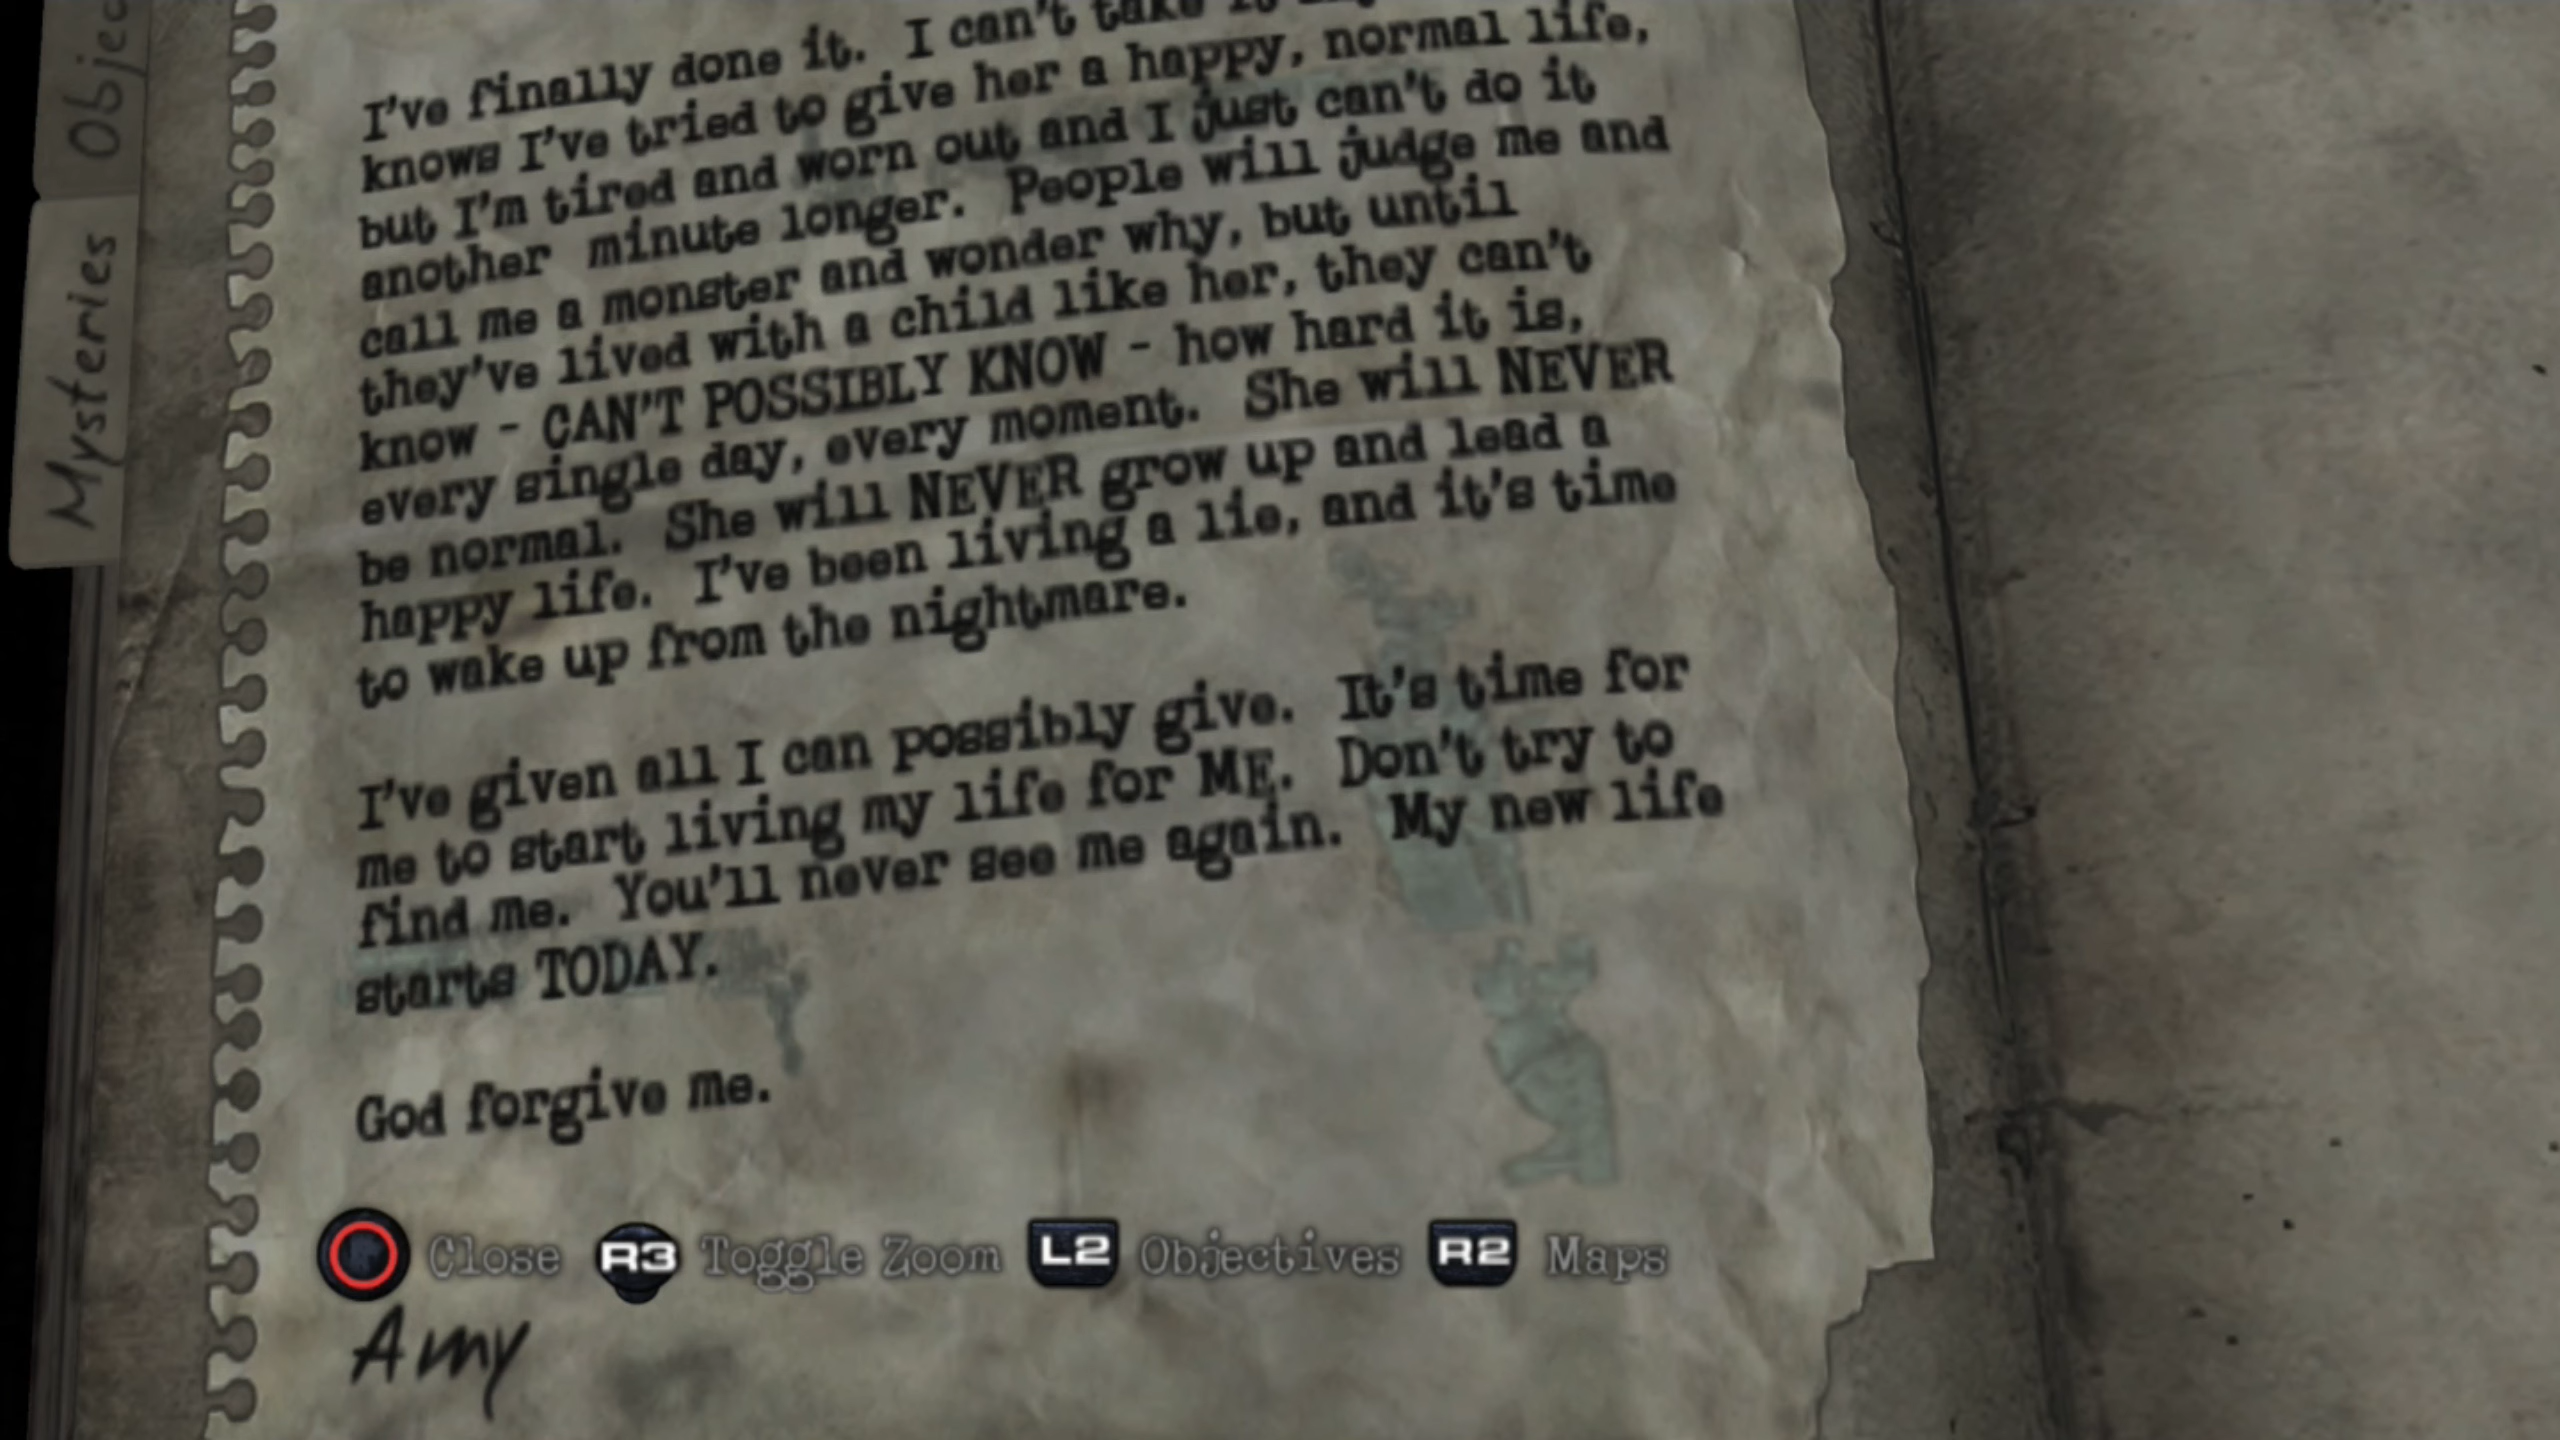 Objec
Mysteries
I've finally done it.  I can't take it
knows I've tried to give her a happy, normal life,
but I'm tired and worn out and I just can't do it
another  minute longer.  People will judge me and
call me a monster and wonder why, but until
they've lived with a child like her, they can't
know - CAN'T POSSIBLY KNOW - how hard it is,
every single day, every moment.  She will NEVER
be normal.  She will NEVER grow up and lead a
happy life.  I've been living a lie, and it's time
to wake up from the nightmare.
I've given all I can possibly give.  It's time for
me to start living my life for ME.  Don't try to
find me.  You'll never see me again.  My new life
starts TODAY.
God forgive me.
Close R3 Toggle Zoom L2 Objectives R2 Maps
Amy